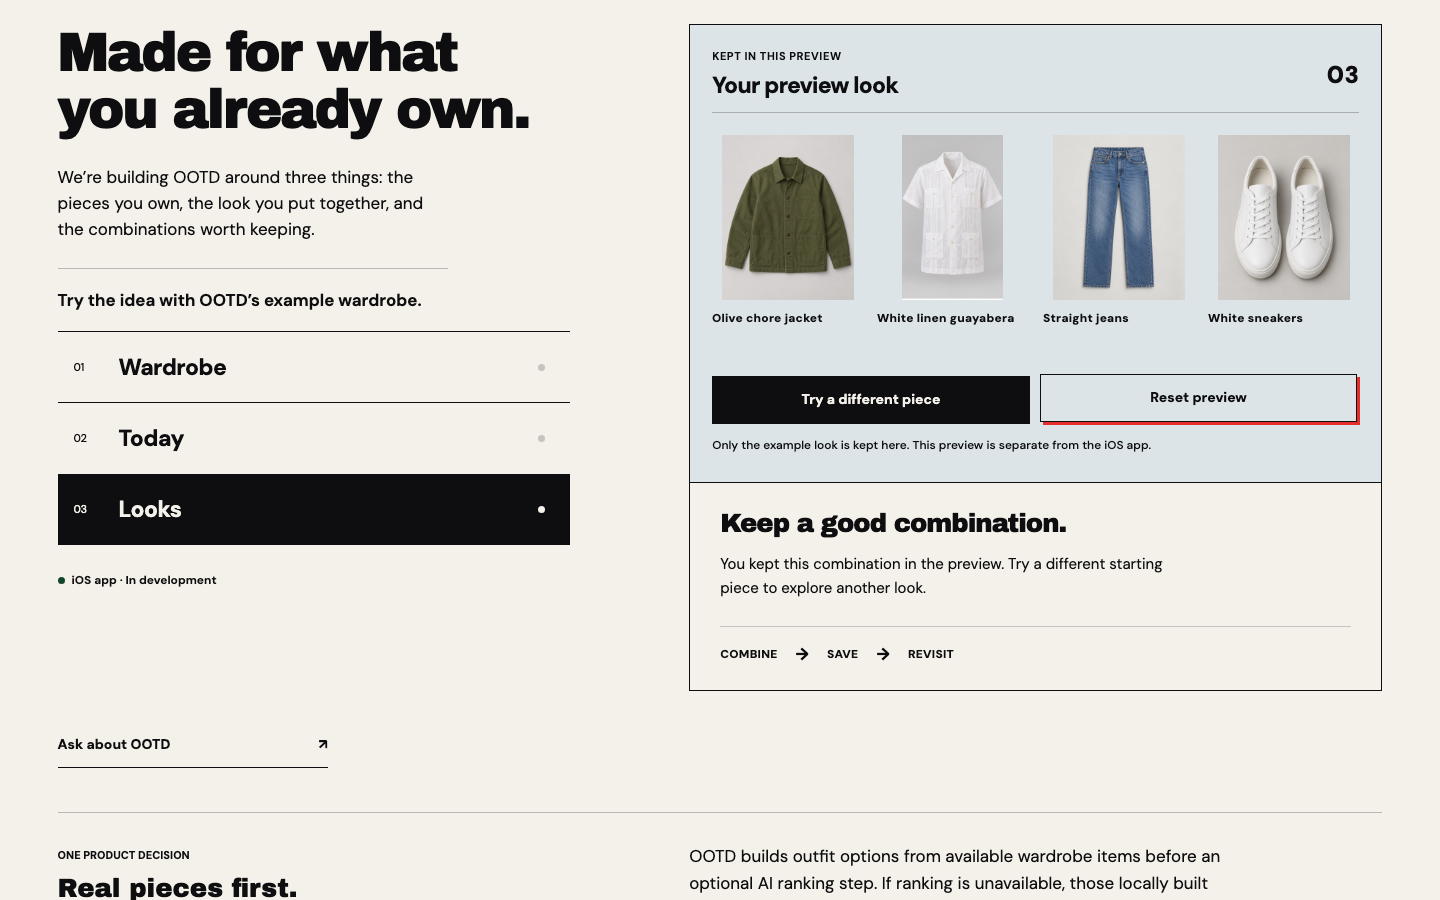 Made for what
you already own.
We’re building OOTD around three things: the
pieces you own, the look you put together, and
the combinations worth keeping.
Try the idea with OOTD’s example wardrobe.
01 Wardrobe
02 Today
03 Looks
iOS app · In development
Ask about OOTD
KEPT IN THIS PREVIEW
Your preview look
03
Olive chore jacket
White linen guayabera
Straight jeans
White sneakers
Try a different piece
Reset preview
Only the example look is kept here. This preview is separate from the iOS app.
Keep a good combination.
You kept this combination in the preview. Try a different starting
piece to explore another look.
COMBINE → SAVE → REVISIT
ONE PRODUCT DECISION
Real pieces first.
OOTD builds outfit options from available wardrobe items before an
optional AI ranking step. If ranking is unavailable, those locally built